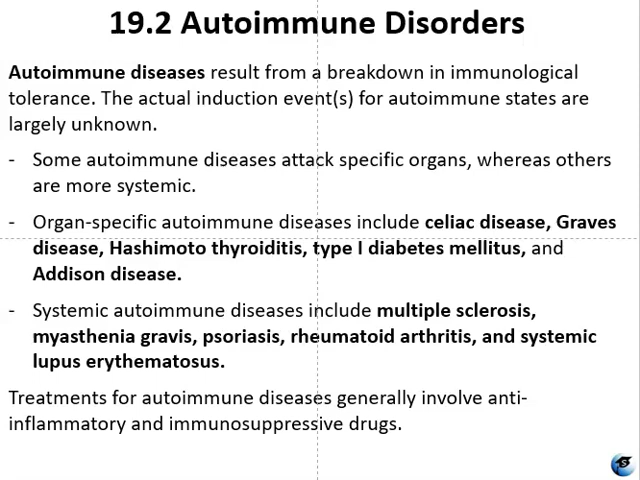 19.2 Autoimmune Disorders
Autoimmune diseases result from a breakdown in immunological
tolerance. The actual induction event(s) for autoimmune states are
largely unknown.
- Some autoimmune diseases attack specific organs, whereas others
are more systemic.
- Organ-specific autoimmune diseases include celiac disease, Graves
disease, Hashimoto thyroiditis, type I diabetes mellitus, and
Addison disease.
- Systemic autoimmune diseases include multiple sclerosis,
myasthenia gravis, psoriasis, rheumatoid arthritis, and systemic
lupus erythematosus.
Treatments for autoimmune diseases generally involve anti-
inflammatory and immunosuppressive drugs.
S